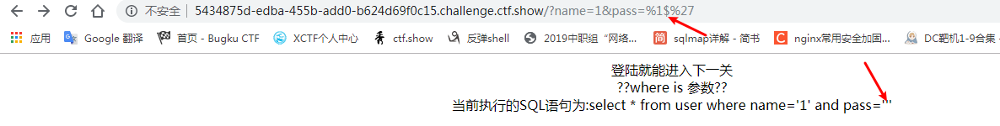 不安全 | 5434875d-edba-455b-add0-b624d69f0c15.challenge.ctf.show/?name=1&pass=%1$%27
应用 Google 翻译 首页 - Bugku CTF XCTF个人中心 ctf.show 反弹shell 2019中职组“网络... 简 sqlmap详解 - 简书 C nginx常用安全加固... DC靶机1-9合集
登陆就能进入下一关
??where is 参数??
当前执行的SQL语句为:select * from user where name='1' and pass='''